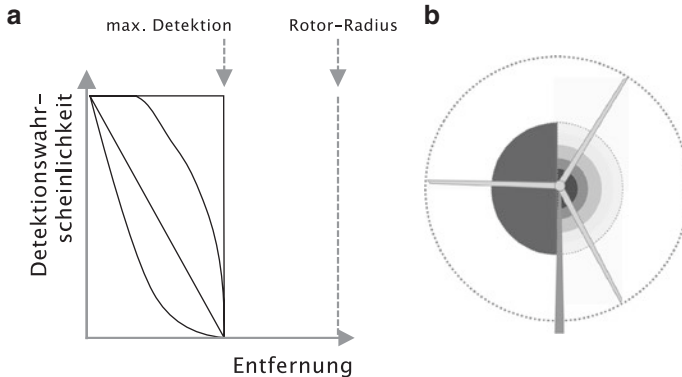 a
max. Detektion
Rotor-Radius
b
Detektionswahr-
scheinlichkeit
Entfernung